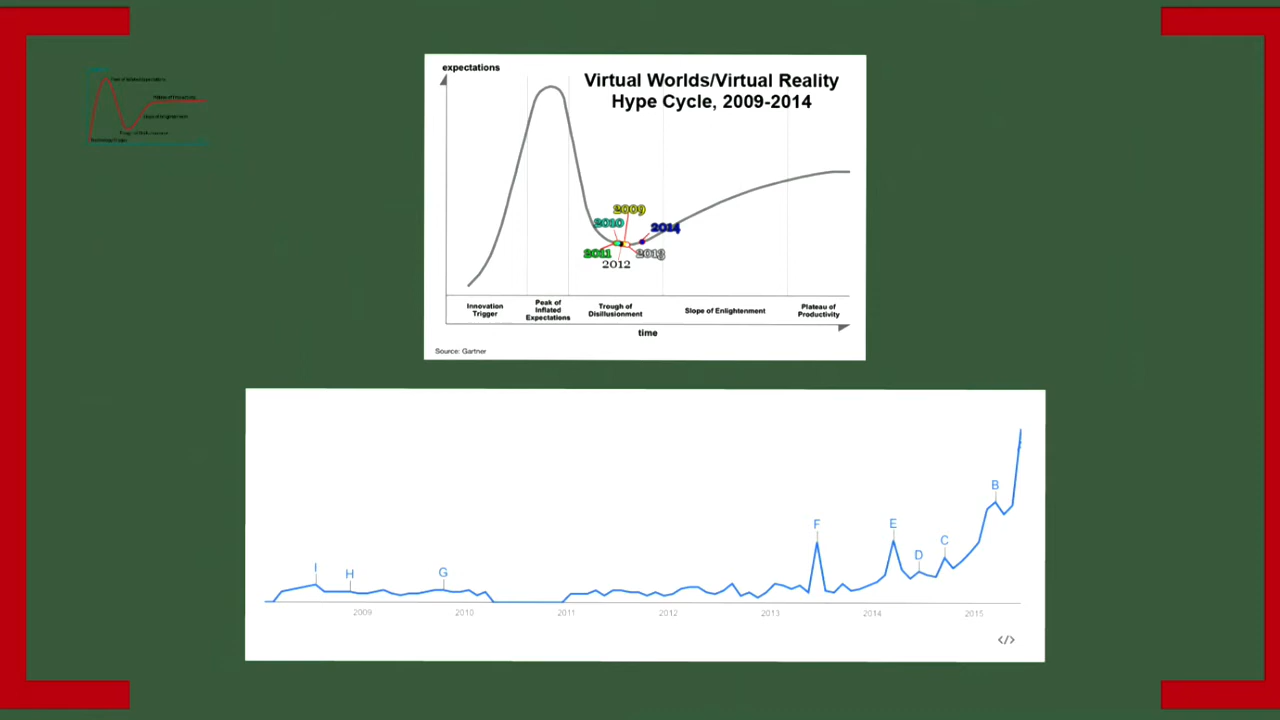 expectations
Virtual Worlds/Virtual Reality
Hype Cycle, 2009-2014
2009
2010
2014
2011
2013
2012
Innovation
Trigger
Peak of
Inflated
Expectations
Trough of
Disillusionment
Slope of Enlightenment
Plateau of
Productivity
time
Source: Gartner
B
F
E
C
D
I
H
G
2009
2010
2011
2012
2013
2014
2015
</>